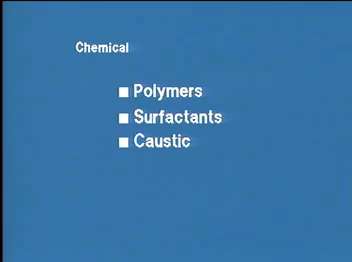 Chemical
■ Polymers
■ Surfactants
■ Caustic